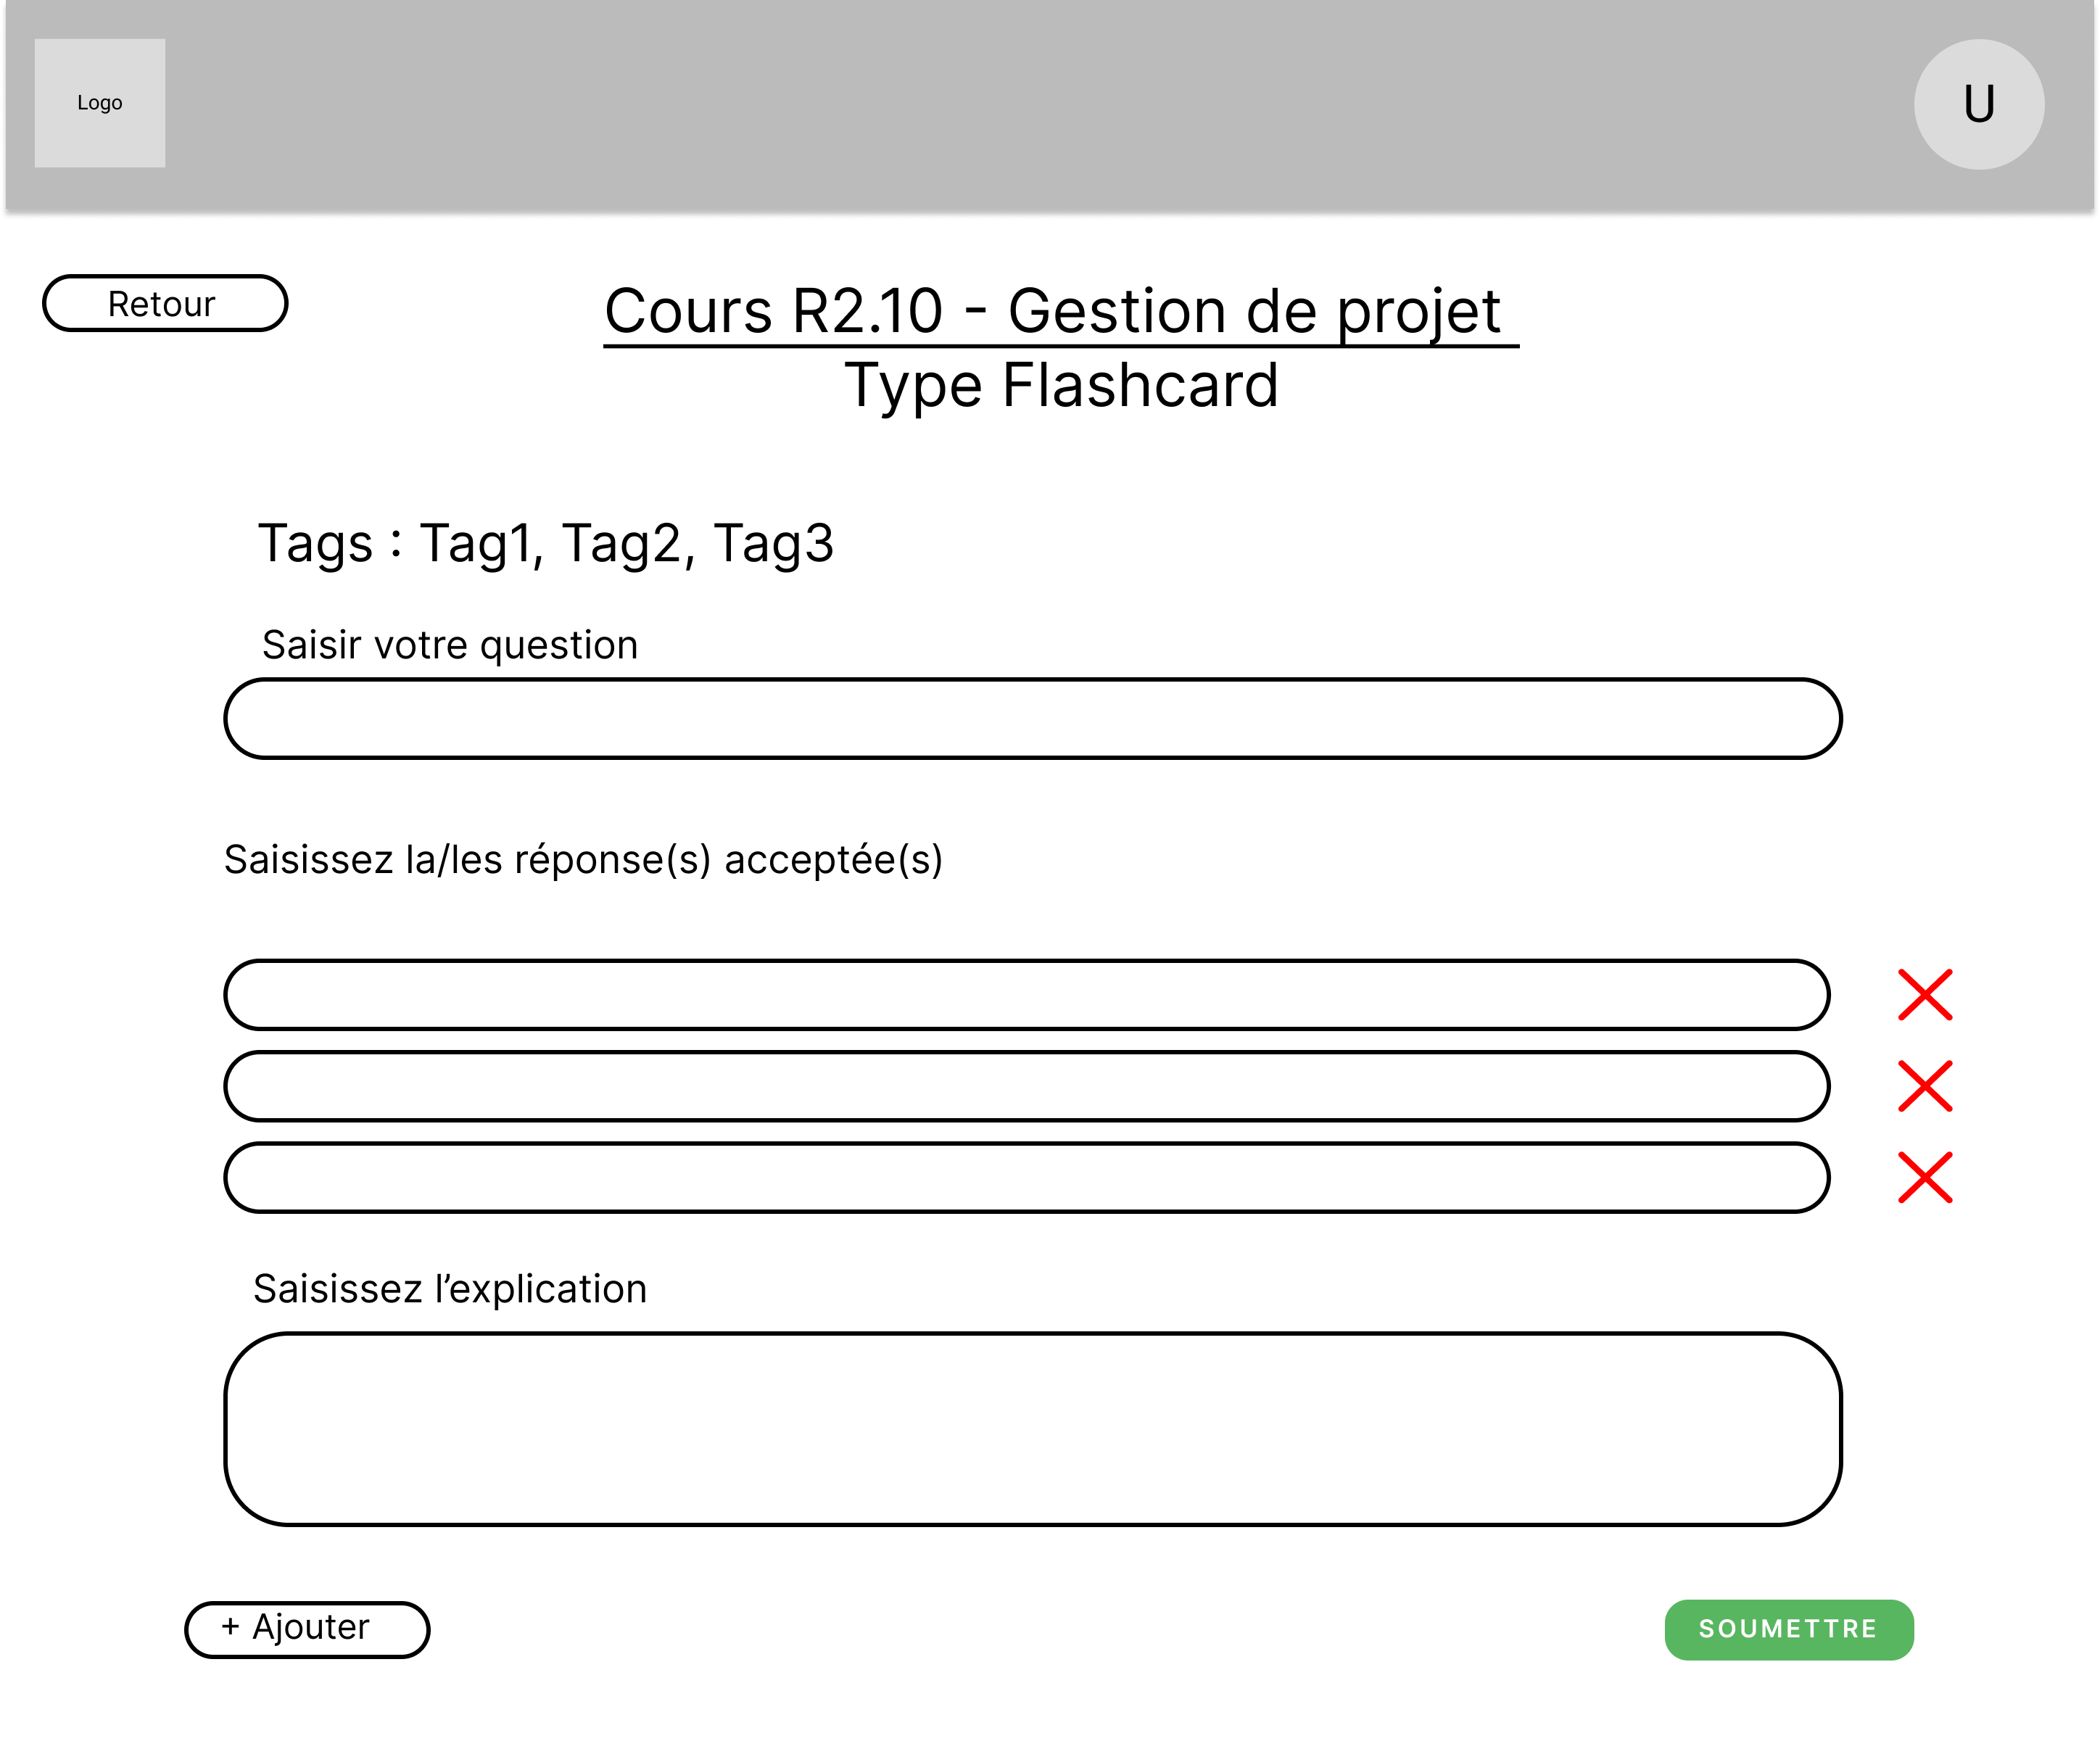 Logo
U
Retour
Cours R2.10 - Gestion de projet
Type Flashcard
Tags : Tag1, Tag2, Tag3
Saisir votre question
Saisissez la/les réponse(s) acceptée(s)
Saisissez l’explication
+ Ajouter
SOUMETTRE